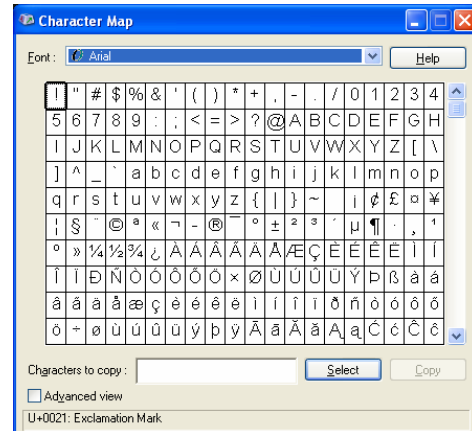 Character Map
Font : Arial Help
! " # $ % & ' ( ) * + , - . / 0 1 2 3 4
5 6 7 8 9 : ; < = > ? @ A B C D E F G H
I J K L M N O P Q R S T U V W X Y Z [ \
] ^ _ ` a b c d e f g h i j k l m n o p
q r s t u v w x y z { | } ~ ¡ ¢ £ ¤ ¥
¦ § ¨ © ª « ¬ - ® ¯ ° ± ² ³ ´ µ ¶ · ¸ ¹
º » ¼ ½ ¾ ¿ À Á Â Ã Ä Å Æ Ç È É Ê Ë Ì Í
Î Ï Ð Ñ Ò Ó Ô Õ Ö × Ø Ù Ú Û Ü Ý Þ ß à á
â ã ä å æ ç è é ê ë ì í î ï ð ñ ò ó ô õ
ö ÷ ø ù ú û ü ý þ ÿ Ā ā Ă ă Ą ą Ć ć Ĉ ĉ
Characters to copy : Select Copy
Advanced view
U+0021: Exclamation Mark